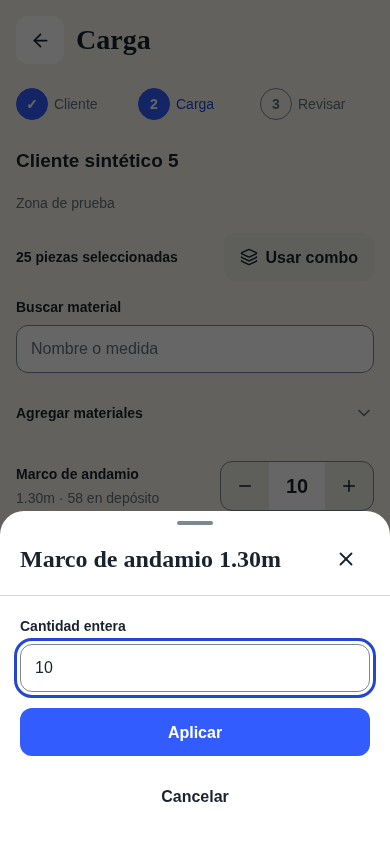 Carga
✓ Cliente
2 Carga
3 Revisar
Cliente sintético 5
Zona de prueba
25 piezas seleccionadas
Usar combo
Buscar material
Nombre o medida
Agregar materiales
Marco de andamio
1.30m · 58 en depósito
− 10 +
Marco de andamio 1.30m
Cantidad entera
10
Aplicar
Cancelar